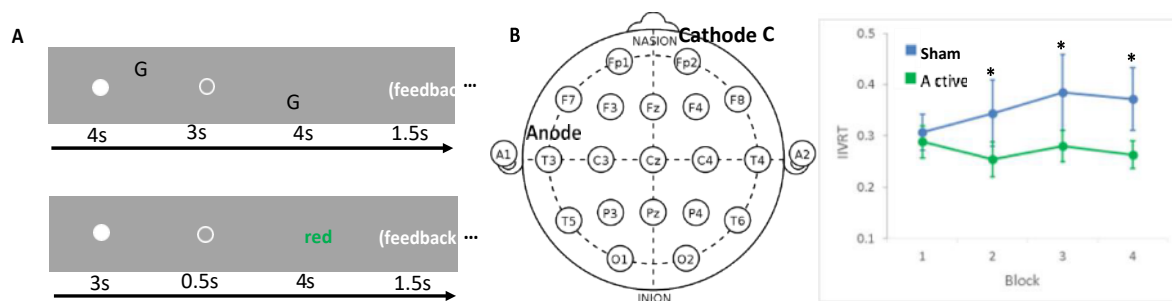 A
G
G
(feedbac
...
4s
3s
4s
1.5s
red
(feedback
...
3s
0.5s
4s
1.5s
B
Cathode C
NASION
Fp1
Fp2
F7
F3
Fz
F4
F8
Anode
A1
T3
C3
Cz
C4
T4
A2
T5
P3
Pz
P4
T6
O1
O2
INION
0.5
Sham
*
*
*
A ctive
0.4
0.3
0.2
0.1
IIVRT
1
2
3
4
Block